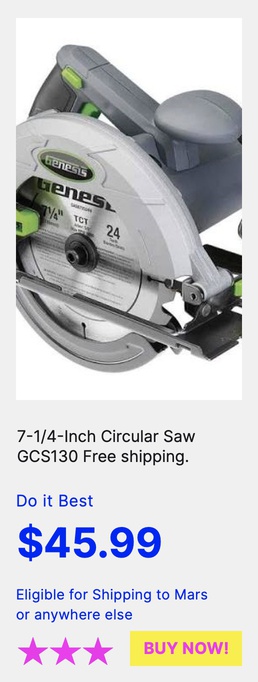 Genesis
GENESIS
7¼"
TCT
24
7-1/4-Inch Circular Saw
GCS130 Free shipping.
Do it Best
$45.99
Eligible for Shipping to Mars
or anywhere else
BUY NOW!